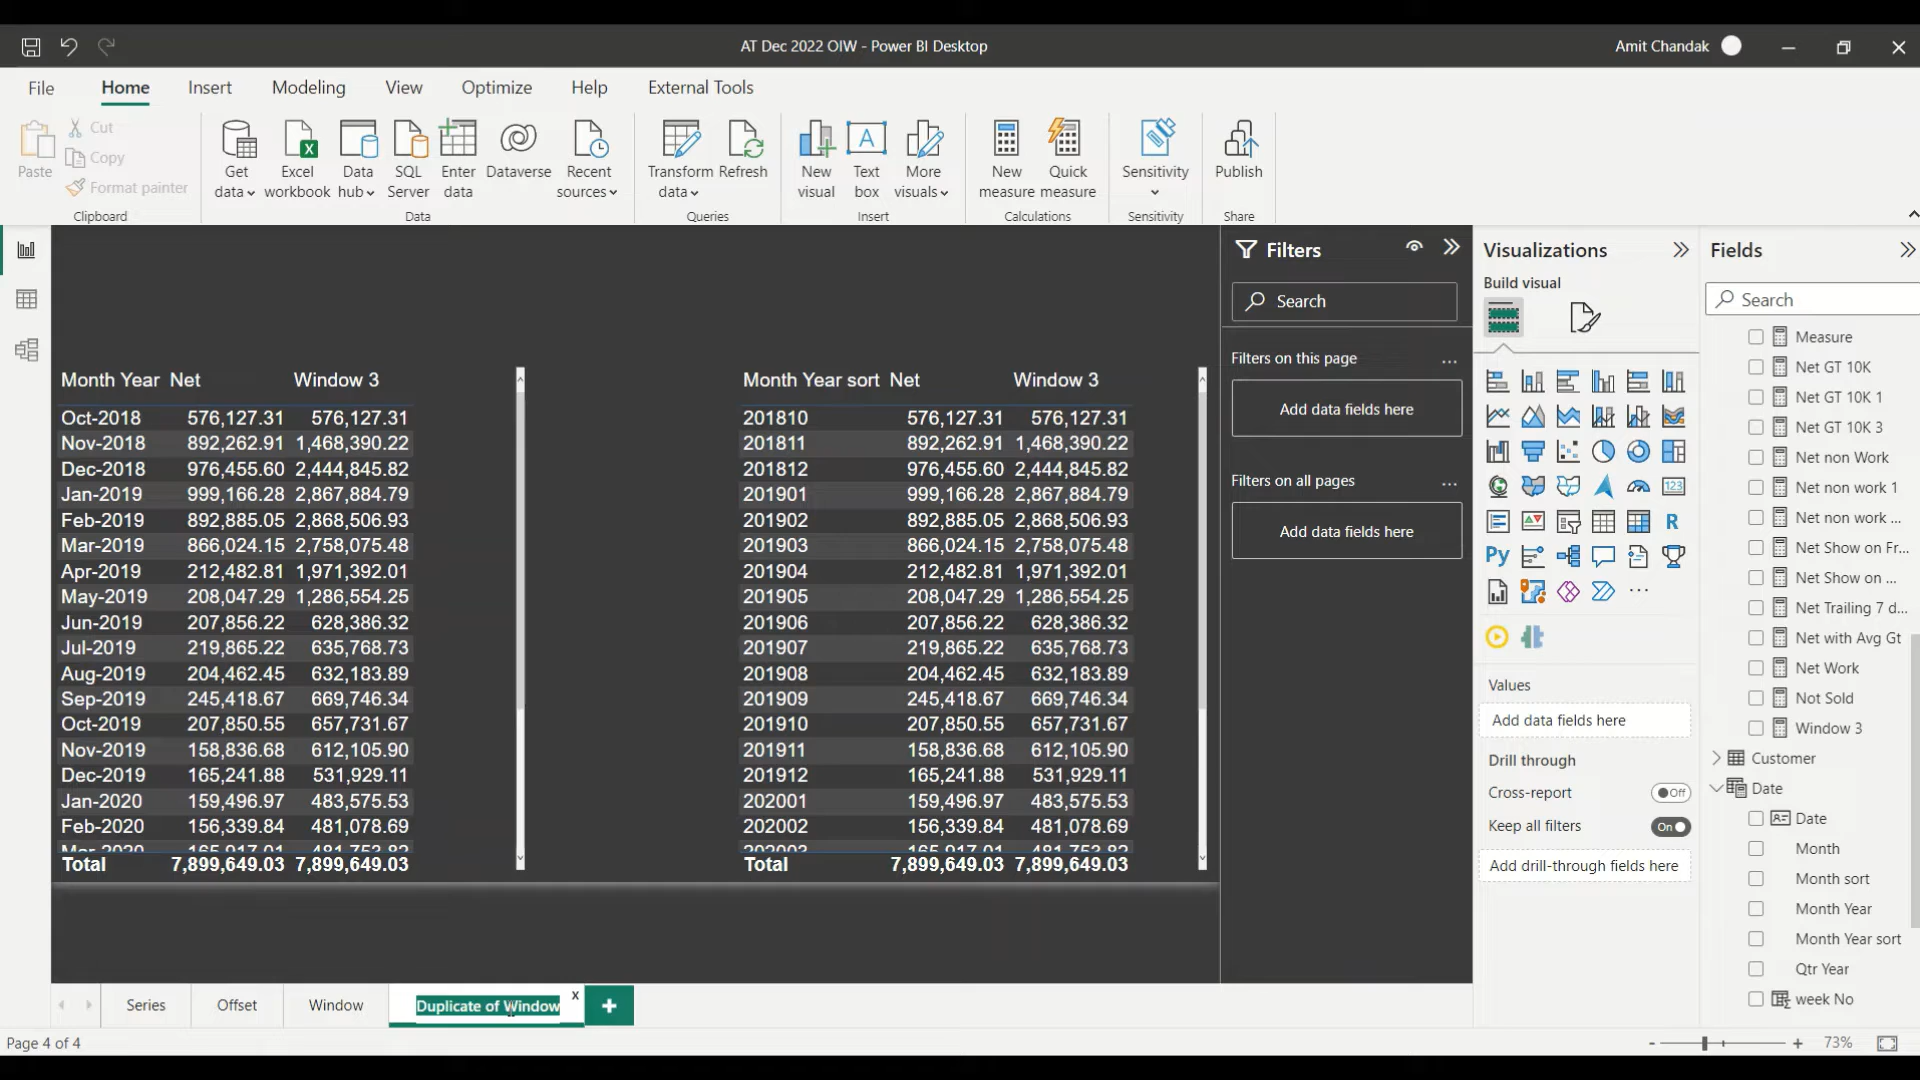 AT Dec 2022 OIW - Power BI Desktop
Amit Chandak
File Home Insert Modeling View Optimize Help External Tools
Paste
Cut
Copy
Format painter
Clipboard
Get data
Excel workbook
Data hub
SQL Server
Enter data
Dataverse
Recent sources
Data
Transform data
Refresh
Queries
New visual
Text box
More visuals
Insert
New measure
Quick measure
Calculations
Sensitivity
Sensitivity
Publish
Share
Month Year Net Window 3
Oct-2018 576,127.31 576,127.31
Nov-2018 892,262.91 1,468,390.22
Dec-2018 976,455.60 2,444,845.82
Jan-2019 999,166.28 2,867,884.79
Feb-2019 892,885.05 2,868,506.93
Mar-2019 866,024.15 2,758,075.48
Apr-2019 212,482.81 1,971,392.01
May-2019 208,047.29 1,286,554.25
Jun-2019 207,856.22 628,386.32
Jul-2019 219,865.22 635,768.73
Aug-2019 204,462.45 632,183.89
Sep-2019 245,418.67 669,746.34
Oct-2019 207,850.55 657,731.67
Nov-2019 158,836.68 612,105.90
Dec-2019 165,241.88 531,929.11
Jan-2020 159,496.97 483,575.53
Feb-2020 156,339.84 481,078.69
Mar-2020 165,917.01 481,753.82
Total 7,899,649.03 7,899,649.03
Month Year sort Net Window 3
201810 576,127.31 576,127.31
201811 892,262.91 1,468,390.22
201812 976,455.60 2,444,845.82
201901 999,166.28 2,867,884.79
201902 892,885.05 2,868,506.93
201903 866,024.15 2,758,075.48
201904 212,482.81 1,971,392.01
201905 208,047.29 1,286,554.25
201906 207,856.22 628,386.32
201907 219,865.22 635,768.73
201908 204,462.45 632,183.89
201909 245,418.67 669,746.34
201910 207,850.55 657,731.67
201911 158,836.68 612,105.90
201912 165,241.88 531,929.11
202001 159,496.97 483,575.53
202002 156,339.84 481,078.69
202003 165,917.01 481,753.82
Total 7,899,649.03 7,899,649.03
Filters
Search
Filters on this page ...
Add data fields here
Filters on all pages ...
Add data fields here
Visualizations
Build visual
123
R
Py
...
Values
Add data fields here
Drill through
Cross-report Off
Keep all filters On
Add drill-through fields here
Fields
Search
Measure
Net GT 10K
Net GT 10K 1
Net GT 10K 3
Net non Work
Net non work 1
Net non work ...
Net Show on Fr...
Net Show on ...
Net Trailing 7 d...
Net with Avg Gt
Net Work
Not Sold
Window 3
Customer
Date
Date
Month
Month sort
Month Year
Month Year sort
Qtr Year
week No
Series Offset Window Duplicate of Window x +
Page 4 of 4
- + 73%